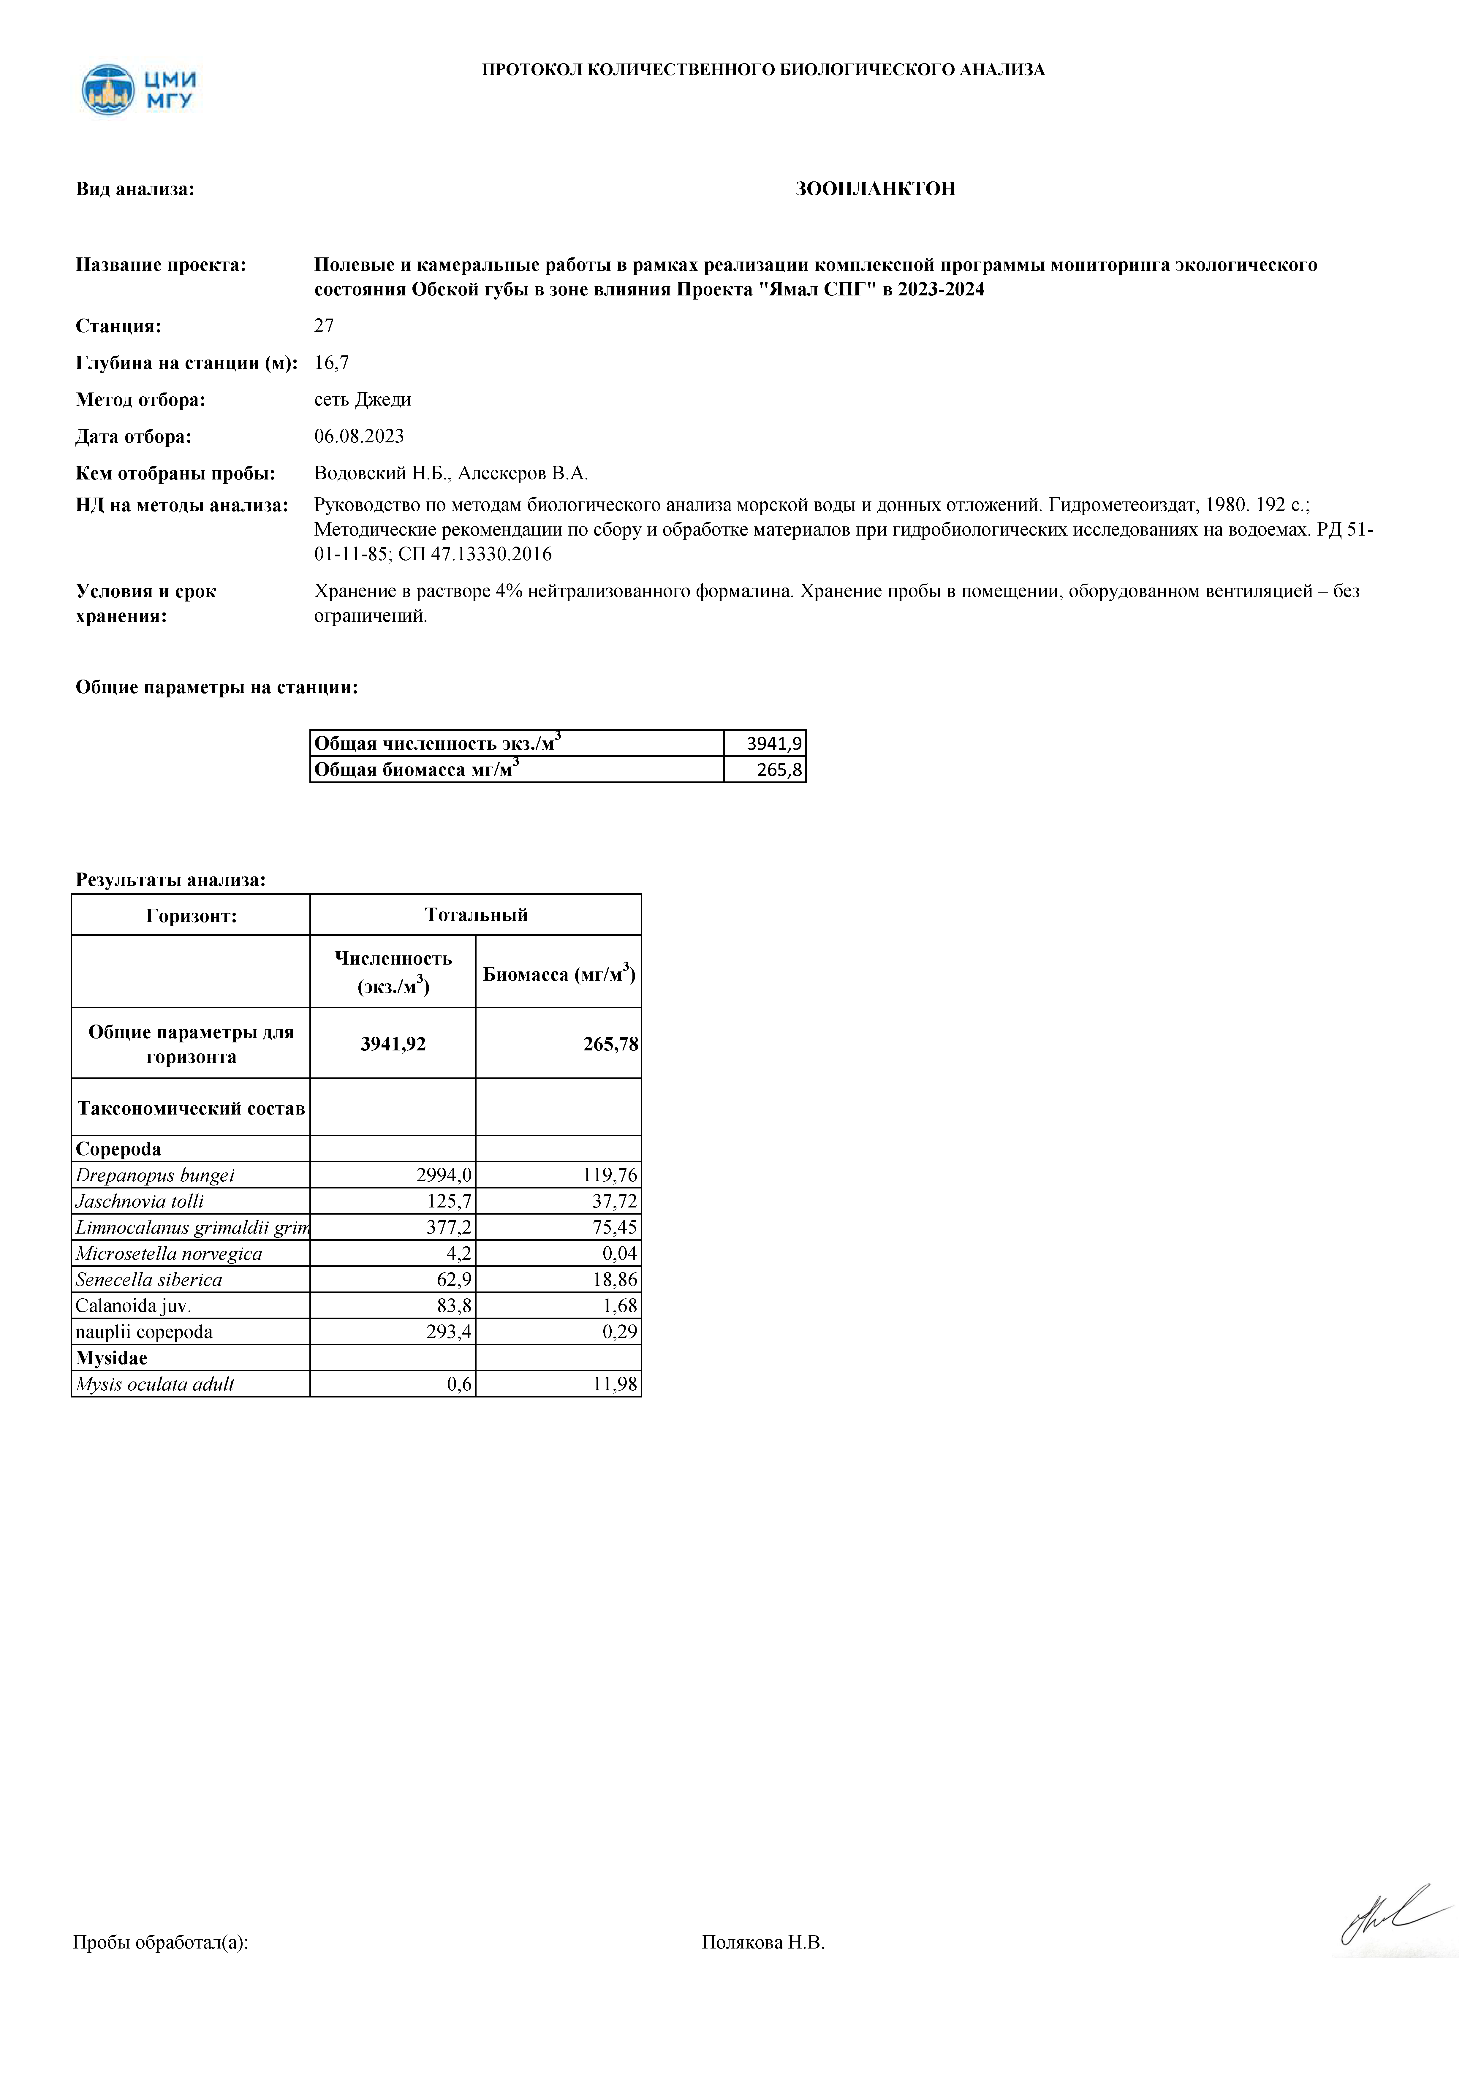 ЦМИ
МГУ
ПРОТОКОЛ КОЛИЧЕСТВЕННОГО БИОЛОГИЧЕСКОГО АНАЛИЗА
Вид анализа: ЗООПЛАНКТОН
Название проекта: Полевые и камеральные работы в рамках реализации комплексной программы мониторинга экологического
состояния Обской губы в зоне влияния Проекта "Ямал СПГ" в 2023-2024
Станция: 27
Глубина на станции (м): 16,7
Метод отбора: сеть Джеди
Дата отбора: 06.08.2023
Кем отобраны пробы: Водовский Н.Б., Алескеров В.А.
НД на методы анализа: Руководство по методам биологического анализа морской воды и донных отложений. Гидрометеоиздат, 1980. 192 с.;
Методические рекомендации по сбору и обработке материалов при гидробиологических исследованиях на водоемах. РД 51-
01-11-85; СП 47.13330.2016
Условия и срок Хранение в растворе 4% нейтрализованного формалина. Хранение пробы в помещении, оборудованном вентиляцией – без
хранения: ограничений.
Общие параметры на станции:
Общая численность экз./м³ 3941,9
Общая биомасса мг/м³ 265,8
Результаты анализа:
Горизонт: Тотальный
Численность
(экз./м³) Биомасса (мг/м³)
Общие параметры для
горизонта 3941,92 265,78
Таксономический состав
Copepoda
Drepanopus bungei 2994,0 119,76
Jaschnovia tolli 125,7 37,72
Limnocalanus grimaldii grim 377,2 75,45
Microsetella norvegica 4,2 0,04
Senecella siberica 62,9 18,86
Calanoida juv. 83,8 1,68
nauplii copepoda 293,4 0,29
Mysidae
Mysis oculata adult 0,6 11,98
Пробы обработал(а): Полякова Н.В.